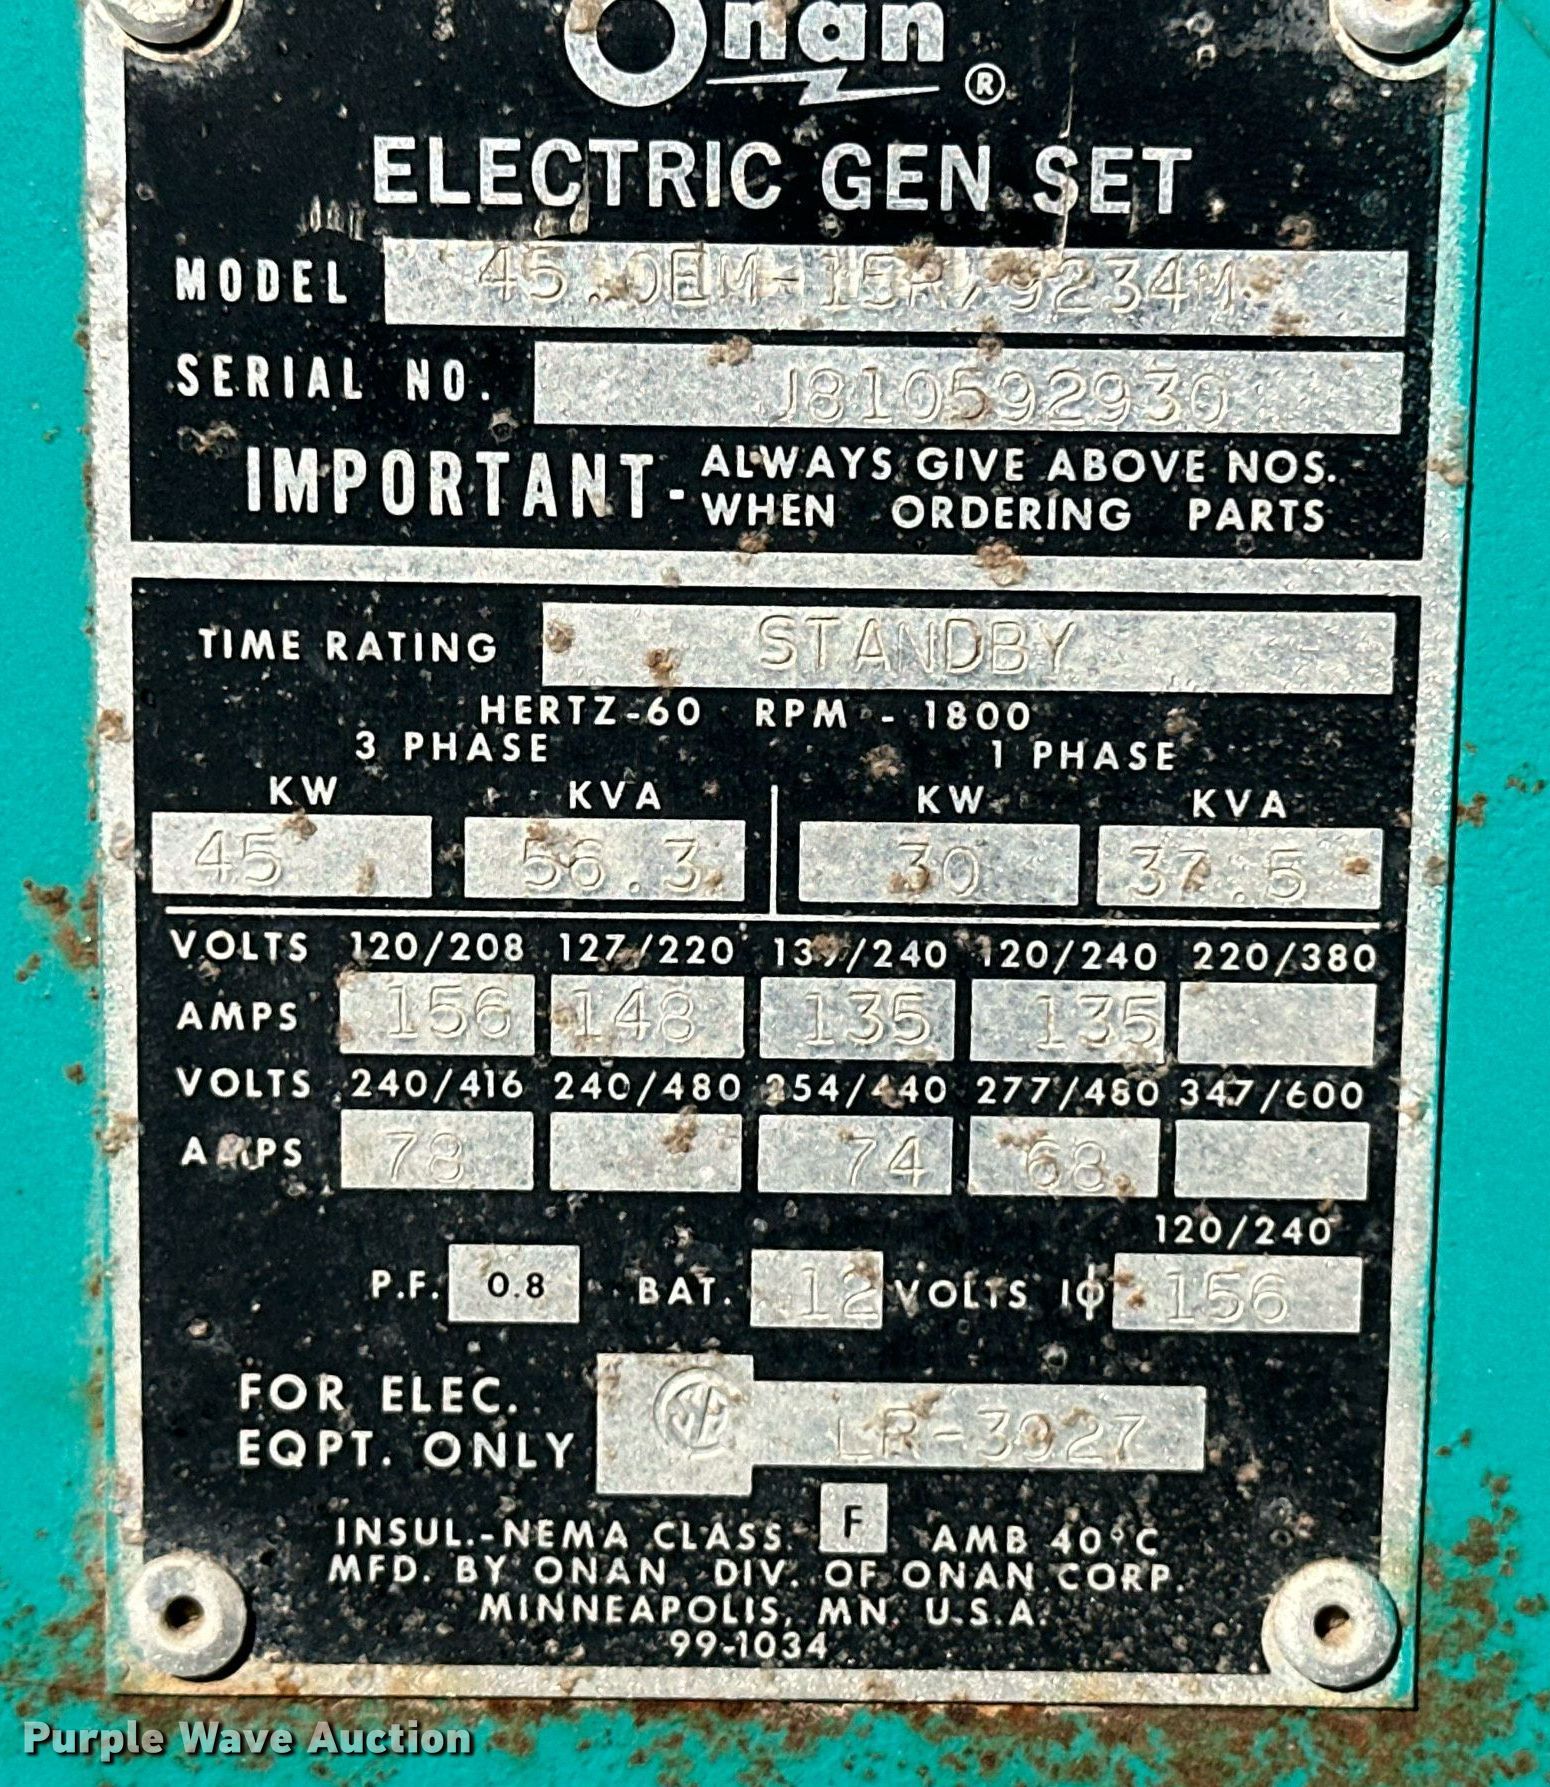 Onan ®
ELECTRIC GEN SET
MODEL
SERIAL NO. J810592930
IMPORTANT- ALWAYS GIVE ABOVE NOS.
WHEN ORDERING PARTS
TIME RATING STANDBY
HERTZ-60 RPM - 1800
3 PHASE 1 PHASE
KW KVA KW KVA
45 56.3 30 37.5
VOLTS 120/208 127/220 139/240 120/240 220/380
AMPS 156 148 135 135
VOLTS 240/416 240/480 254/440 277/480 347/600
AMPS 78 74 68
120/240
P.F. 0.8 BAT. 12 VOLTS 1ϕ 156
FOR ELEC.
EQPT. ONLY LR-3027
INSUL.-NEMA CLASS F AMB 40°C
MFD. BY ONAN DIV. OF ONAN CORP.
MINNEAPOLIS, MN. U.S.A.
99-1034
Purple Wave Auction